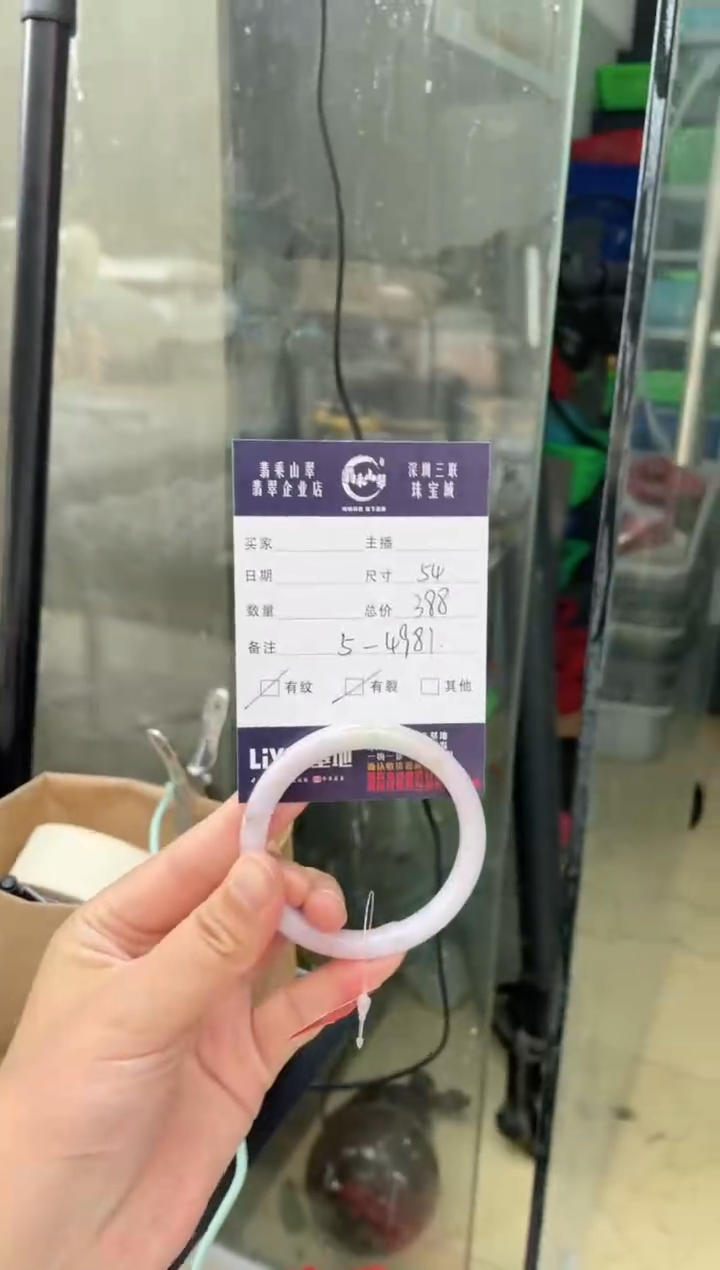 翡秉山翠
翡翠企业店
深圳三联
珠宝城
买家
主播
日期
尺寸 54
数量
总价 388
备注 5-4981.
有纹
有裂
其他